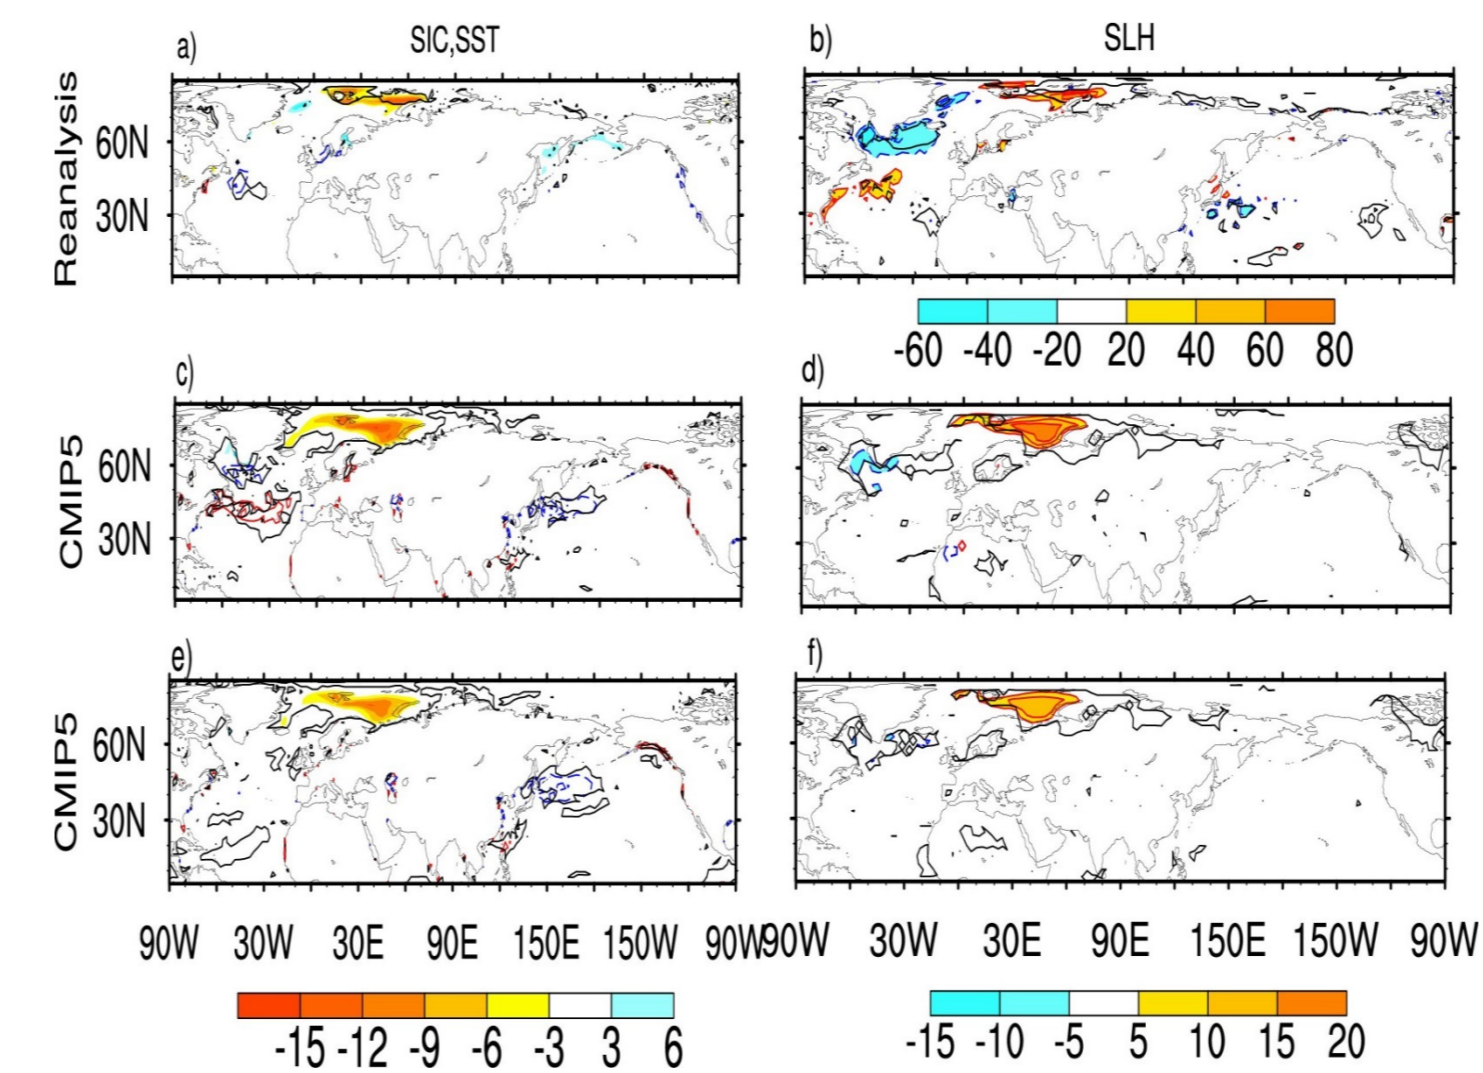 a) SIC,SST
b) SLH
Reanalysis
60N
30N
-60 -40 -20 20 40 60 80
c)
d)
CMIP5
60N
30N
e)
f)
CMIP5
60N
30N
90W 30W 30E 90E 150E 150W 90W
90W 30W 30E 90E 150E 150W 90W
-15 -12 -9 -6 -3 3 6
-15 -10 -5 5 10 15 20